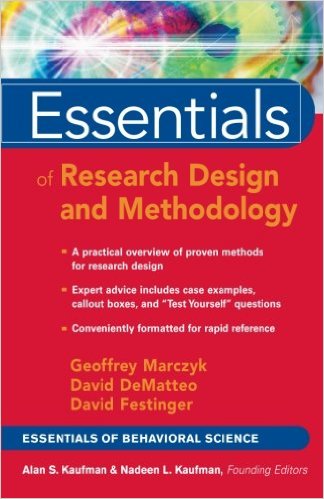 Essentials
of Research Design
and Methodology
▪ A practical overview of proven methods
for research design
▪ Expert advice includes case examples,
callout boxes, and “Test Yourself” questions
▪ Conveniently formatted for rapid reference
Geoffrey Marczyk
David DeMatteo
David Festinger
ESSENTIALS OF BEHAVIORAL SCIENCE
Alan S. Kaufman & Nadeen L. Kaufman, Founding Editors